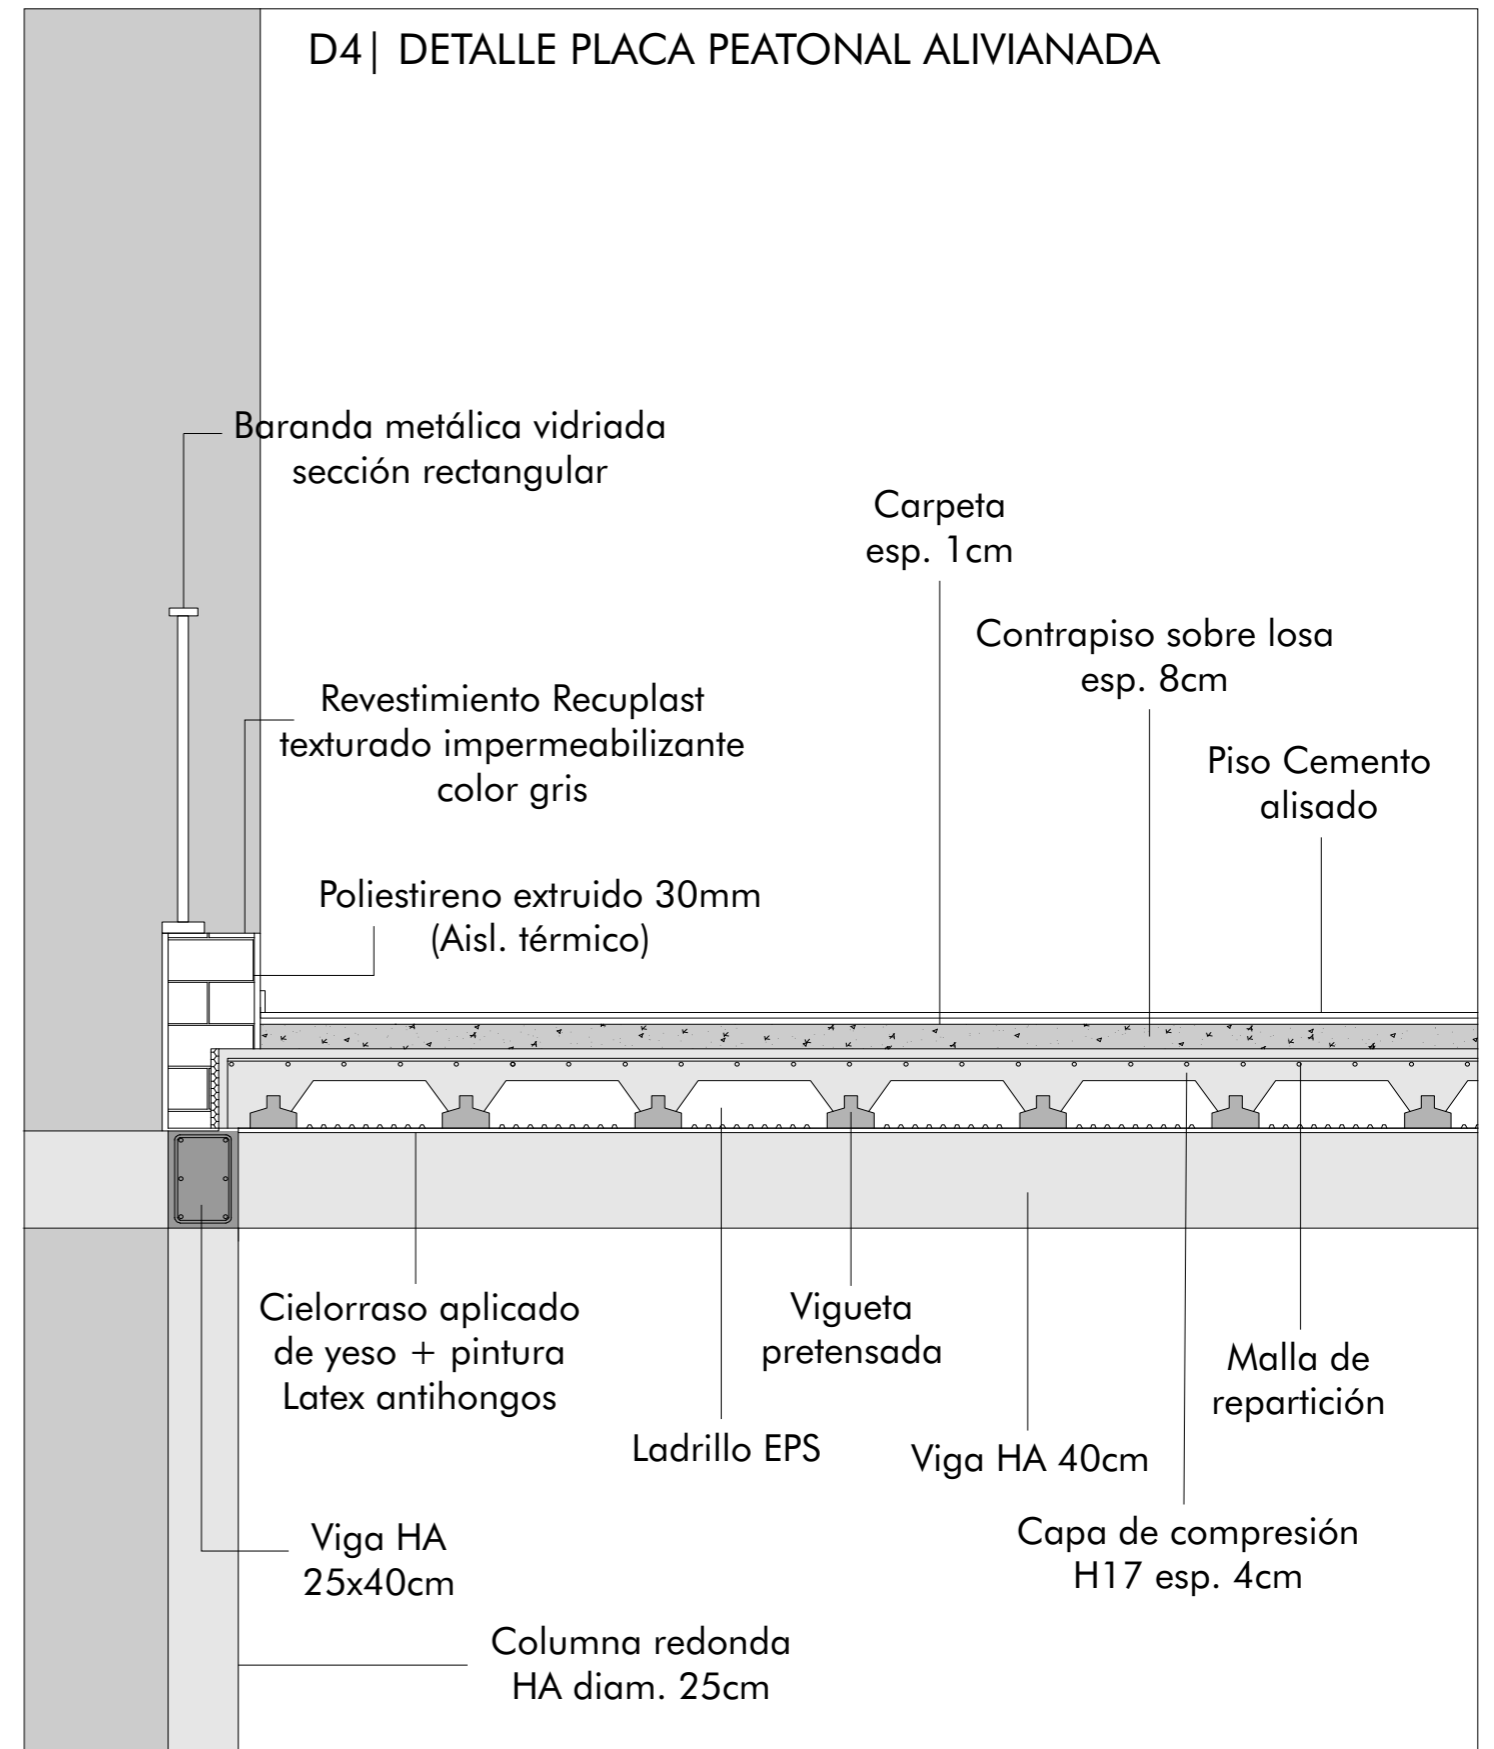 D4| DETALLE PLACA PEATONAL ALIVIANADA
Baranda metálica vidriada
sección rectangular
Carpeta
esp. 1cm
Contrapiso sobre losa
esp. 8cm
Revestimiento Recuplast
texturado impermeabilizante
color gris
Piso Cemento
alisado
Poliestireno extruido 30mm
(Aisl. térmico)
Cielorraso aplicado
de yeso + pintura
Latex antihongos
Vigueta
pretensada
Malla de
repartición
Ladrillo EPS
Viga HA 40cm
Viga HA
25x40cm
Capa de compresión
H17 esp. 4cm
Columna redonda
HA diam. 25cm